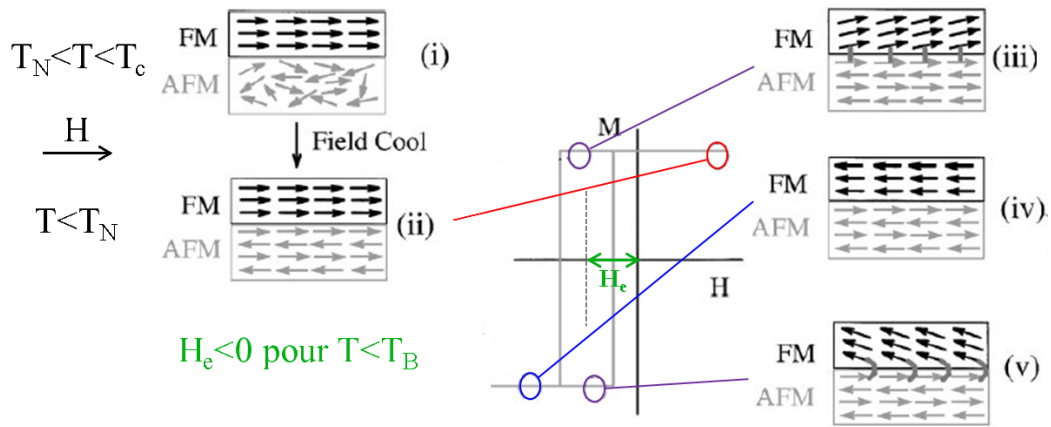 T_N<T<T_c
FM
AFM
(i)
H
Field Cool
T<T_N
FM
AFM
(ii)
H_e<0 pour T<T_B
M
H_e
H
FM
AFM
(iii)
FM
AFM
(iv)
FM
AFM
(v)